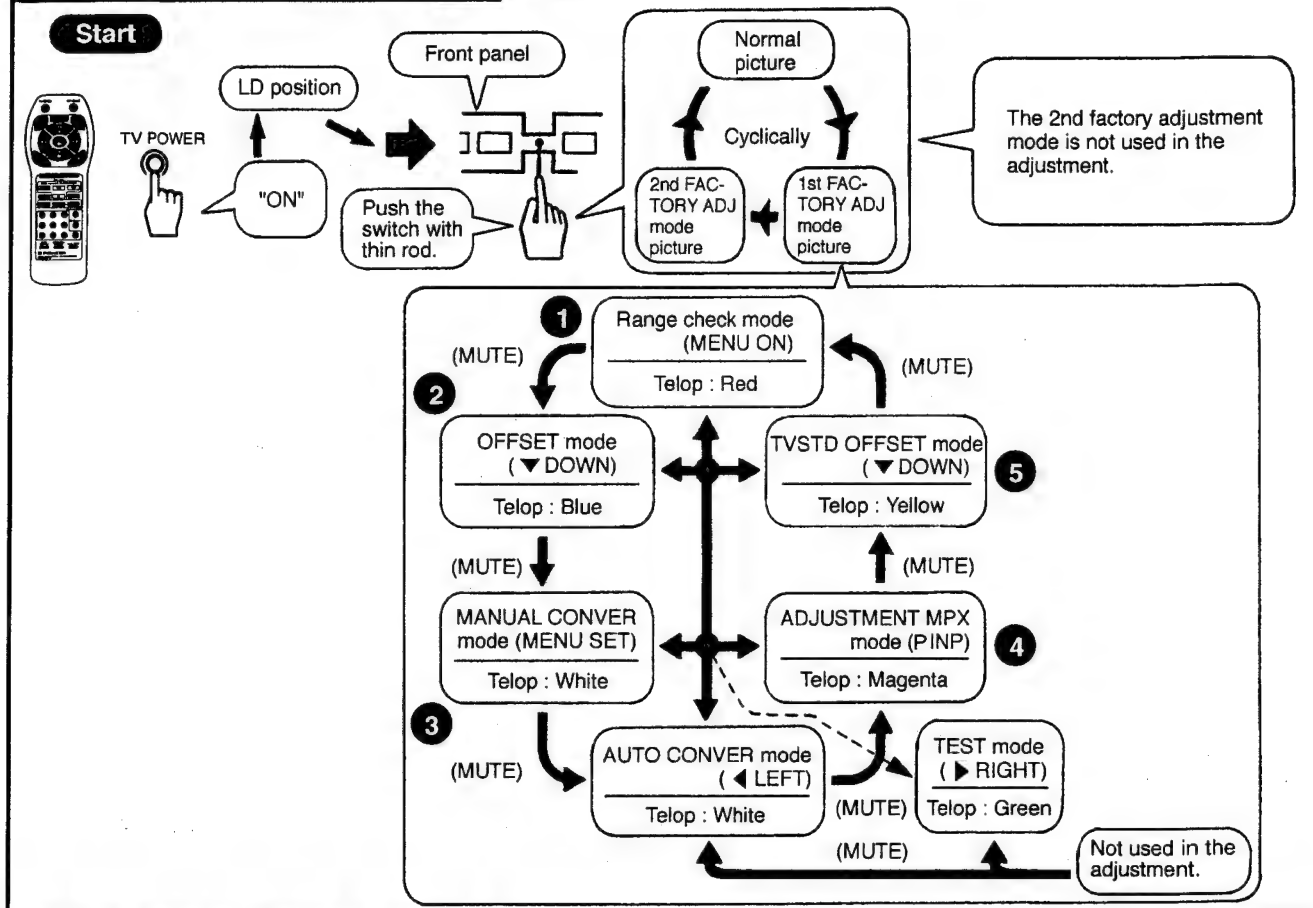 Start
TV POWER
"ON"
LD position
Front panel
Push the
switch with
thin rod.
Normal
picture
Cyclically
2nd FAC-
TORY ADJ
mode
picture
1st FAC-
TORY ADJ
mode
picture
The 2nd factory adjustment
mode is not used in the
adjustment.
1
Range check mode
(MENU ON)
Telop : Red
(MUTE)
(MUTE)
2
OFFSET mode
( ▼ DOWN)
Telop : Blue
TVSTD OFFSET mode
( ▼ DOWN)
Telop : Yellow
5
(MUTE)
(MUTE)
MANUAL CONVER
mode (MENU SET)
Telop : White
ADJUSTMENT MPX
mode (PINP)
Telop : Magenta
4
3
(MUTE)
AUTO CONVER mode
( ◀ LEFT)
Telop : White
(MUTE)
TEST mode
( ▶ RIGHT)
Telop : Green
(MUTE)
Not used in the
adjustment.